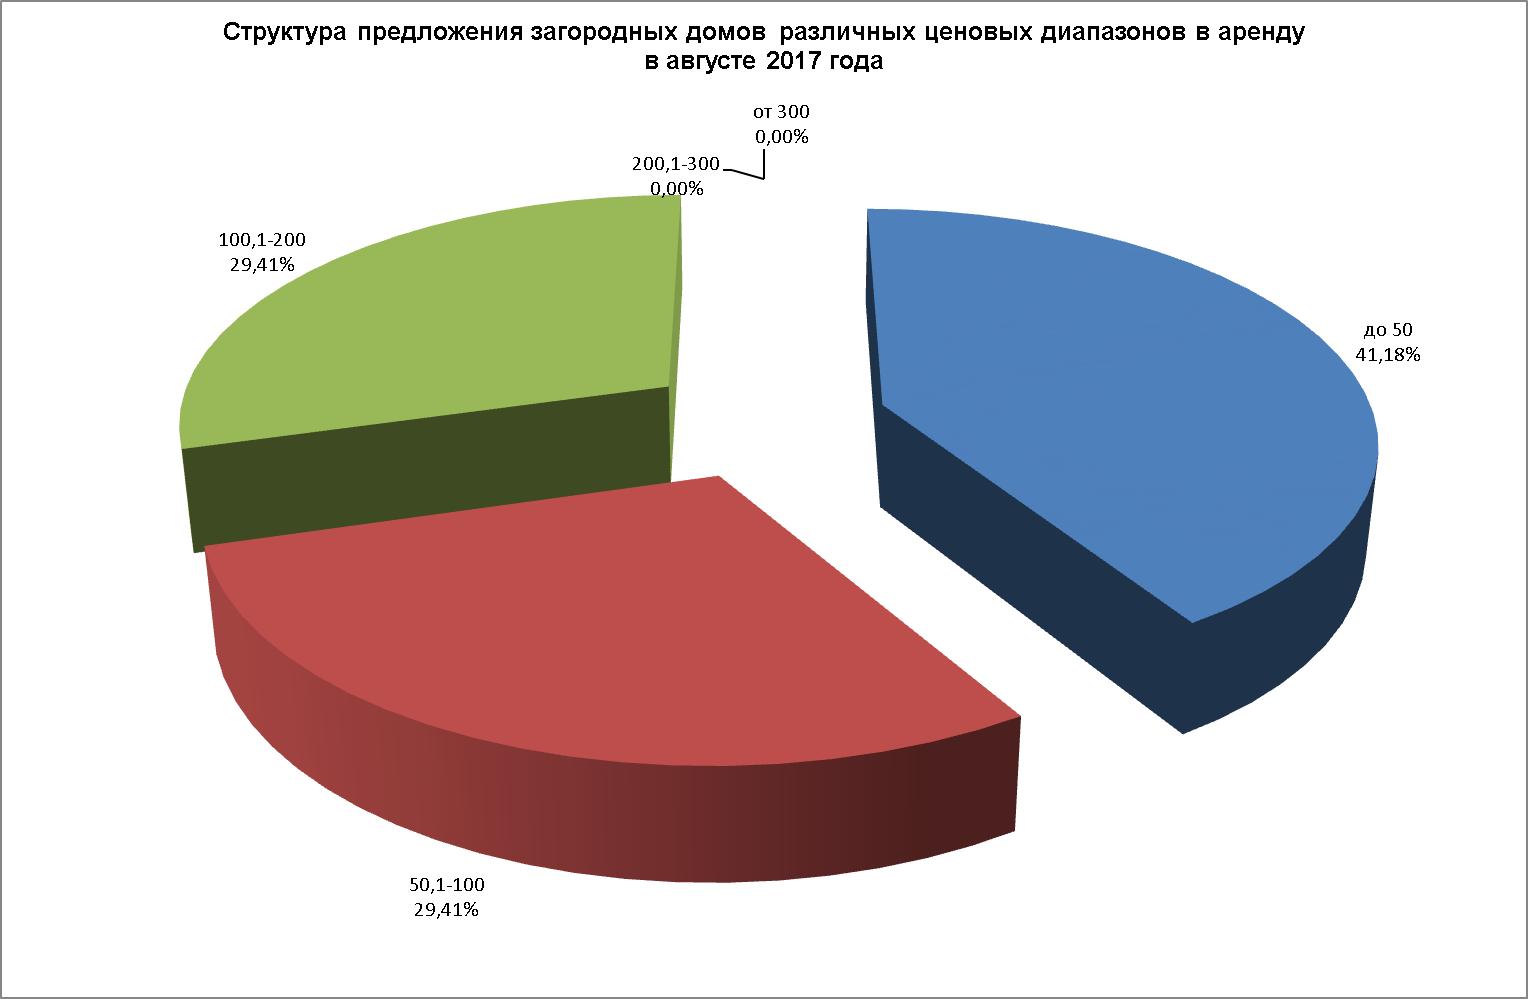 Структура предложения загородных домов различных ценовых диапазонов в аренду
в августе 2017 года
от 300
0,00%
200,1-300
0,00%
100,1-200
29,41%
до 50
41,18%
50,1-100
29,41%